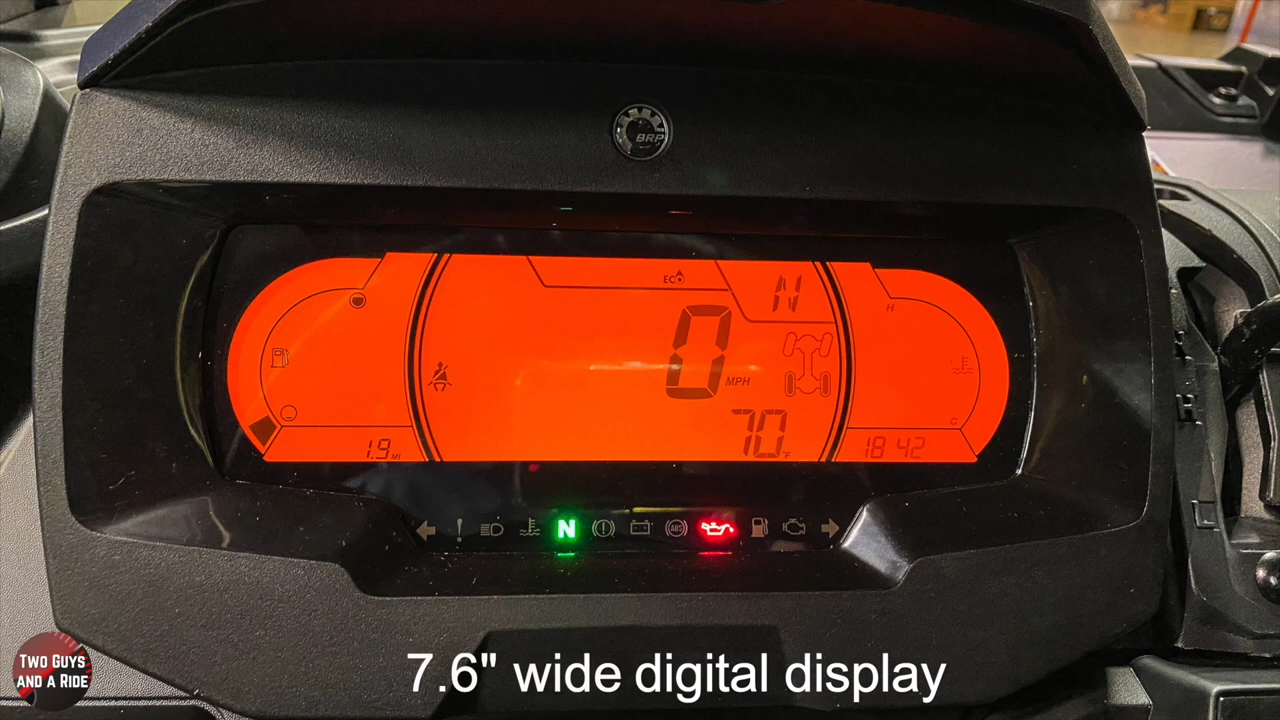 BRP
ECO
N
H
0
MPH
C
1.9 MI
70 °F
18 42
N
ABS
TWO GUYS
AND A RIDE
7.6" wide digital display